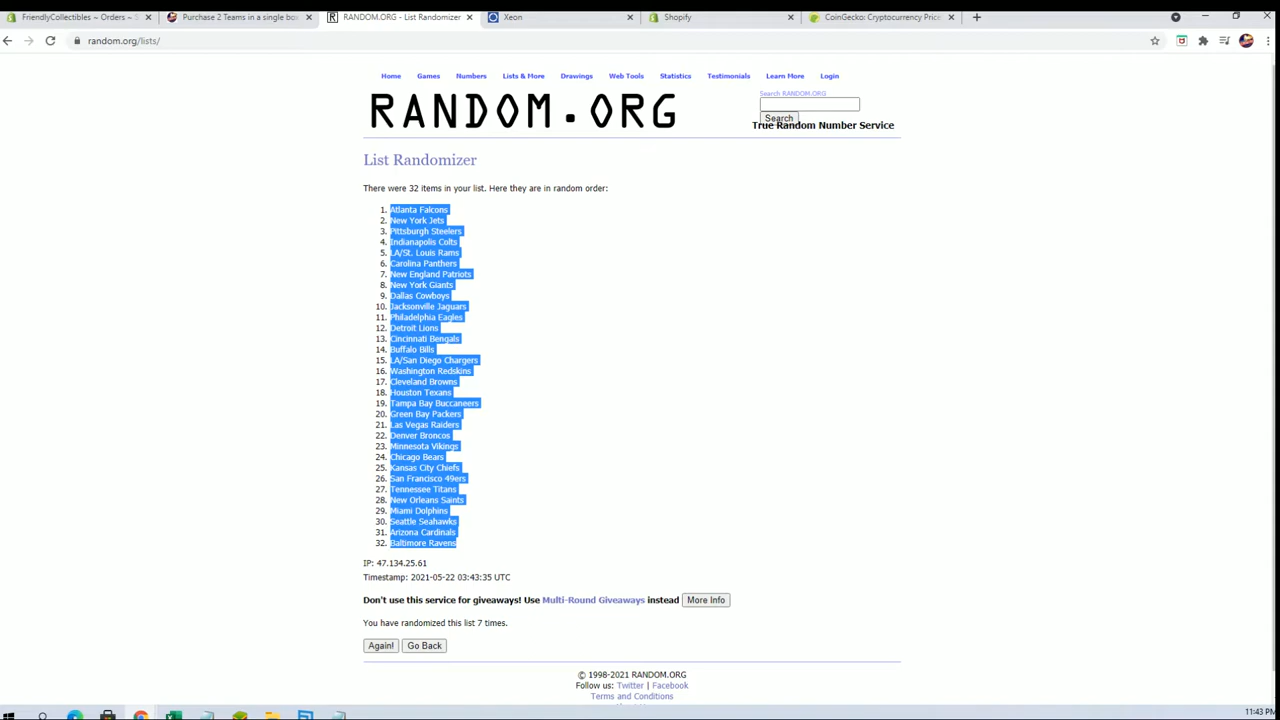 FriendlyCollectibles ~ Orders ~ S
Purchase 2 Teams in a single bo
RANDOM.ORG - List Randomizer
Xeon
Shopify
CoinGecko: Cryptocurrency Price
random.org/lists/
Home Games Numbers Lists & More Drawings Web Tools Statistics Testimonials Learn More Login
RANDOM.ORG
Search RANDOM.ORG
Search
True Random Number Service
List Randomizer
There were 32 items in your list. Here they are in random order:
1. Atlanta Falcons
2. New York Jets
3. Pittsburgh Steelers
4. Indianapolis Colts
5. LA/St. Louis Rams
6. Carolina Panthers
7. New England Patriots
8. New York Giants
9. Dallas Cowboys
10. Jacksonville Jaguars
11. Philadelphia Eagles
12. Detroit Lions
13. Cincinnati Bengals
14. Buffalo Bills
15. LA/San Diego Chargers
16. Washington Redskins
17. Cleveland Browns
18. Houston Texans
19. Tampa Bay Buccaneers
20. Green Bay Packers
21. Las Vegas Raiders
22. Denver Broncos
23. Minnesota Vikings
24. Chicago Bears
25. Kansas City Chiefs
26. San Francisco 49ers
27. Tennessee Titans
28. New Orleans Saints
29. Miami Dolphins
30. Seattle Seahawks
31. Arizona Cardinals
32. Baltimore Ravens
IP: 47.134.25.61
Timestamp: 2021-05-22 03:43:35 UTC
Don't use this service for giveaways! Use Multi-Round Giveaways instead More Info
You have randomized this list 7 times.
Again! Go Back
© 1998-2021 RANDOM.ORG
Follow us: Twitter | Facebook
Terms and Conditions
11:43 PM